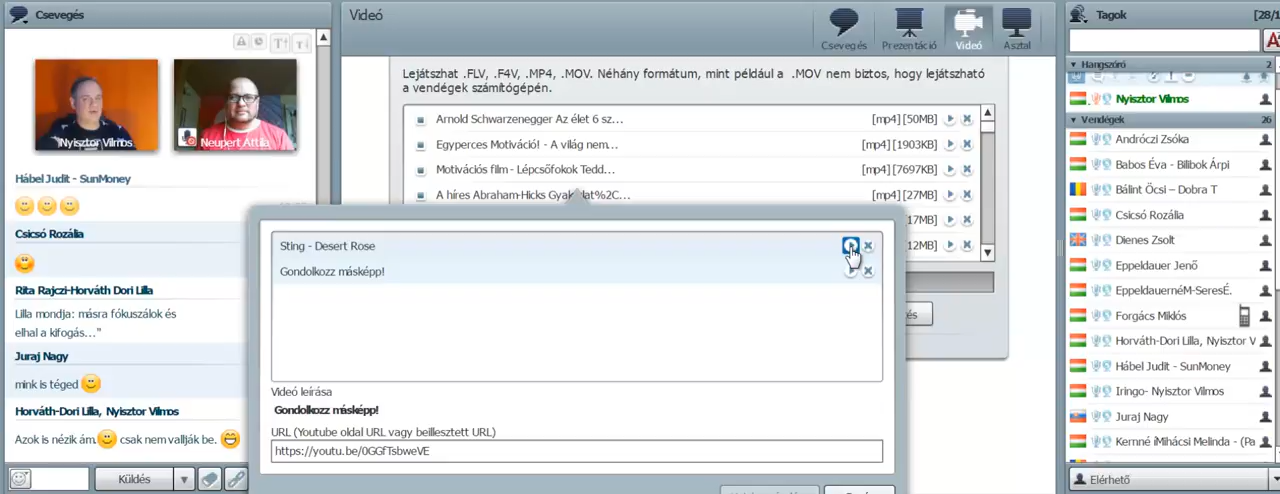 Csevegés
Nyisztor Vilmos
Neupert Attila
Hábel Judit - SunMoney
Csicsó Rozália
Rita Rajczi-Horváth Dori Lilla
Lilla mondja: másra fókuszálok és
elhal a kifogás..."
Juraj Nagy
mink is téged
Horváth-Dori Lilla, Nyisztor Vilmos
Azok is nézik ám. csak nem vallják be.
Küldés
Videó
Csevegés
Prezentáció
Videó
Asztal
Lejátszhat .FLV, .F4V, .MP4, .MOV. Néhány formátum, mint például a .MOV nem biztos, hogy lejátszható
a vendégek számítógépén.
Arnold Schwarzenegger Az élet 6 sz... [mp4] [50MB]
Egyperces Motiváció! - A világ nem... [mp4] [1903KB]
Motivációs film - Lépcsőfokok Tedd... [mp4] [7697KB]
A híres Abraham-Hicks Gyakorlat%2C... [mp4] [27MB]
17MB]
12MB]
Sting - Desert Rose
Gondolkozz másképp!
Videó leírása
Gondolkozz másképp!
URL (Youtube oldal URL vagy beillesztett URL)
https://youtu.be/0GGfTsbweVE
Tagok
[28/1
Hangszóró 2
Nyisztor Vilmos
Vendégek 26
Andróczi Zsóka
Babos Éva - Bilibok Árpi
Bálint Öcsi – Dobra T
Csicsó Rozália
Dienes Zsolt
Eppeldauer Jenő
EppeldauernéM-SeresÉ.
Forgács Miklós
Horváth-Dori Lilla, Nyisztor V
Hábel Judit - SunMoney
Iringo- Nyisztor Vilmos
Juraj Nagy
Kernné iMihácsi Melinda - (Pa
Elérhető